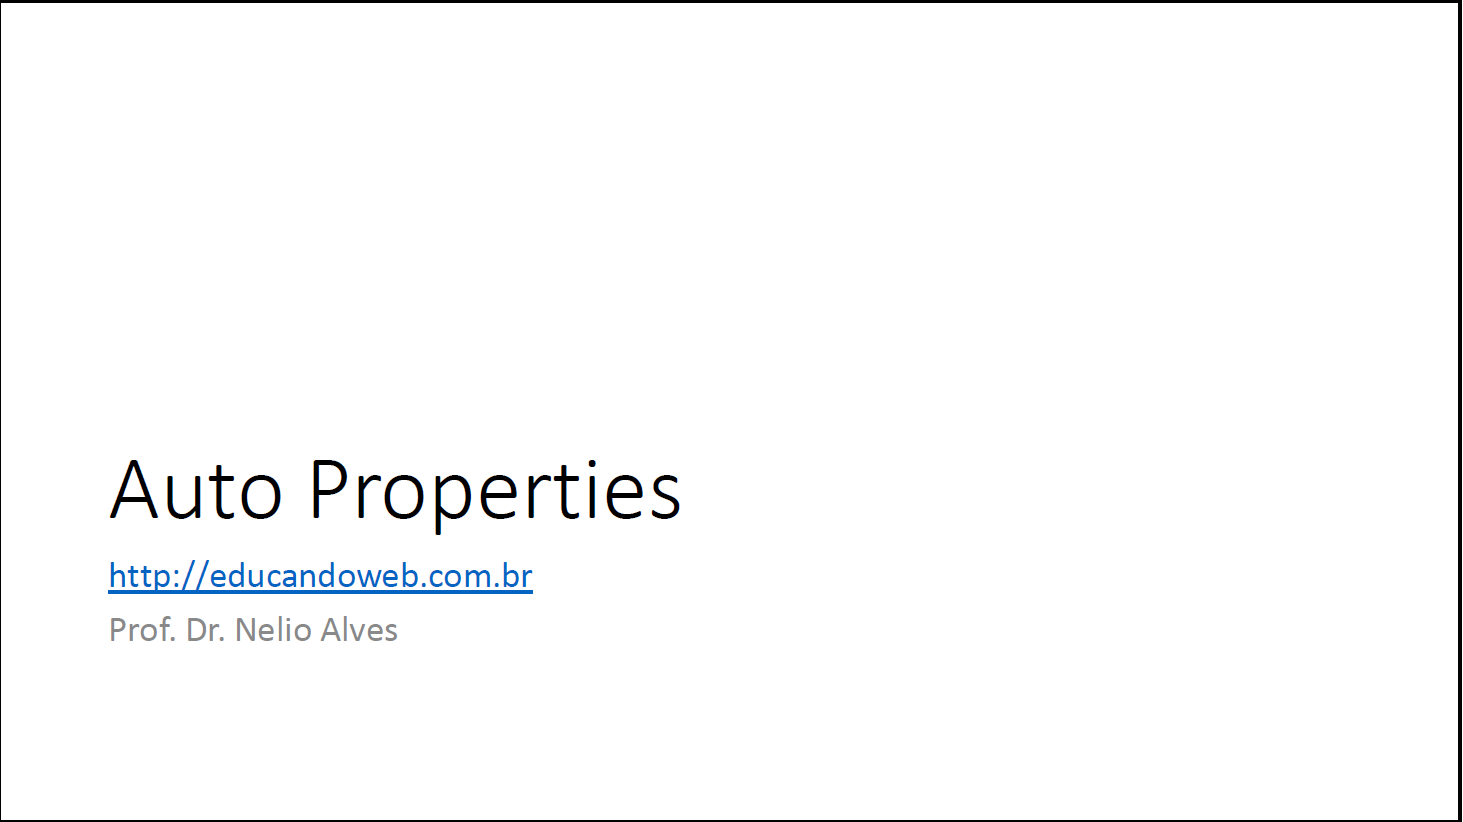 Auto Properties
http://educandoweb.com.br
Prof. Dr. Nelio Alves